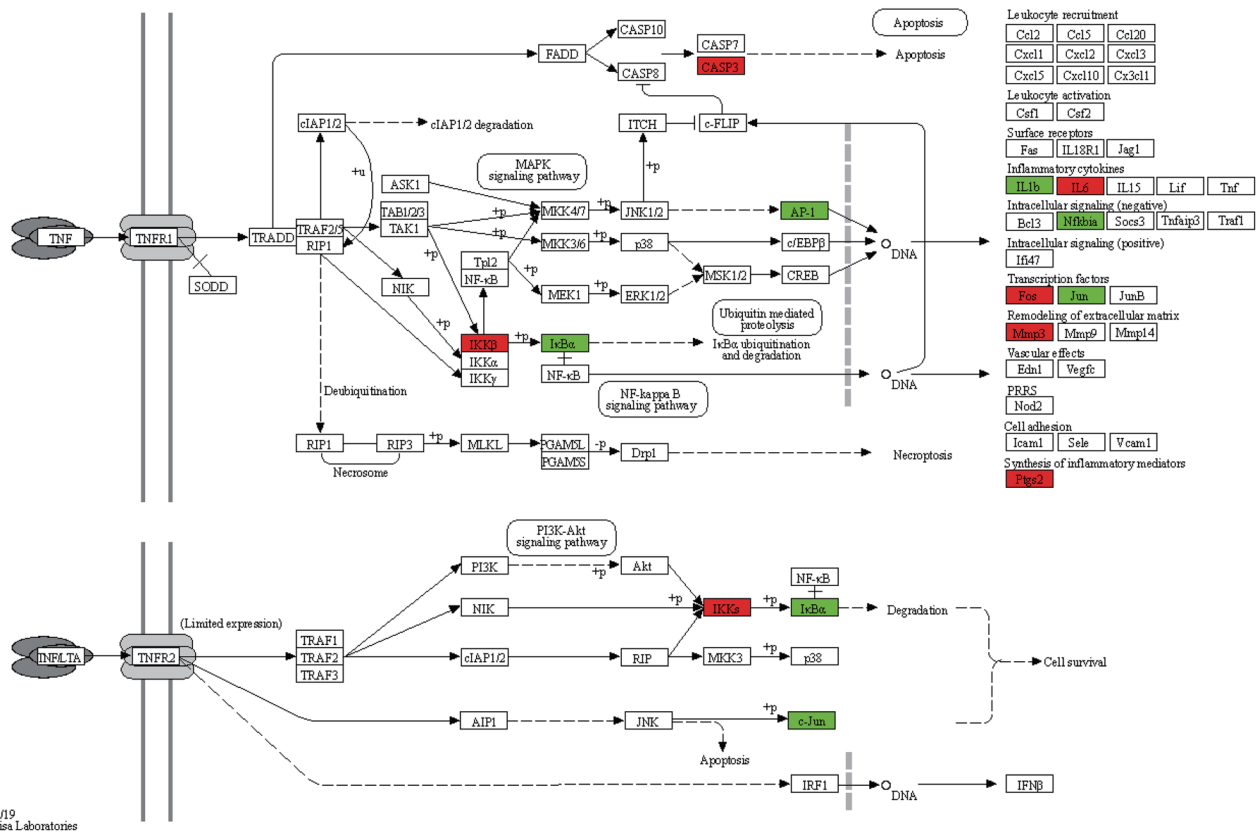 Apoptosis
CASP10
FADD
CASP7
Apoptosis
CASP8
CASP3
cIAP1/2
cIAP1/2 degradation
ITCH
c-FLIP
+u
MAPK
signaling pathway
+p
ASK1
TAB1/2/3
TAK1
+p
+p
MKK4/7
+p
JNK1/2
AP-1
TNF
TNFR1
TRADD
TRAF2/5
RIP1
+p
MKK3/6
+p
p38
c/EBPβ
DNA
SODD
NIK
Tpl2
NF-κB
+p
MEK1
+p
ERK1/2
MSK1/2
CREB
+p
Ubiquitin mediated
proteolysis
IKKβ
IKKα
IKKγ
+p
IκBα
NF-κB
IκBα ubiquitination
and degradation
DNA
Deubiquitination
NF-kappa B
signaling pathway
RIP1
RIP3
+p
MLKL
PGAM5L
PGAM5S
-p
Drp1
Necroptosis
Necrosome
Leukocyte recruitment
Ccl2 Ccl5 Ccl20
Cxcl1 Cxcl2 Cxcl3
Cxcl5 Cxcl10 Cx3cl1
Leukocyte activation
Csf1 Csf2
Surface receptors
Fas IL18R1 Jag1
Inflammatory cytokines
IL1b IL6 IL15 Lif Tnf
Intracellular signaling (negative)
Bcl3 Nfkbia Socs3 Tnfaip3 Traf1
Intracellular signaling (positive)
Ifi47
Transcription factors
Fos Jun JunB
Remodeling of extracellular matrix
Mmp3 Mmp9 Mmp14
Vascular effects
Edn1 Vegfc
PRRS
Nod2
Cell adhesion
Icam1 Sele Vcam1
Synthesis of inflammatory mediators
Ptgs2
PI3K-Akt
signaling pathway
PI3K
+p
Akt
NF-κB
NIK
+p
IKKs
+p
IκBα
Degradation
(Limited expression)
TNF/LTA
TNFR2
TRAF1
TRAF2
TRAF3
cIAP1/2
RIP
MKK3
+p
p38
Cell survival
AIP1
JNK
+p
c-Jun
Apoptosis
IRF1
DNA
IFNβ
/19
isa Laboratories